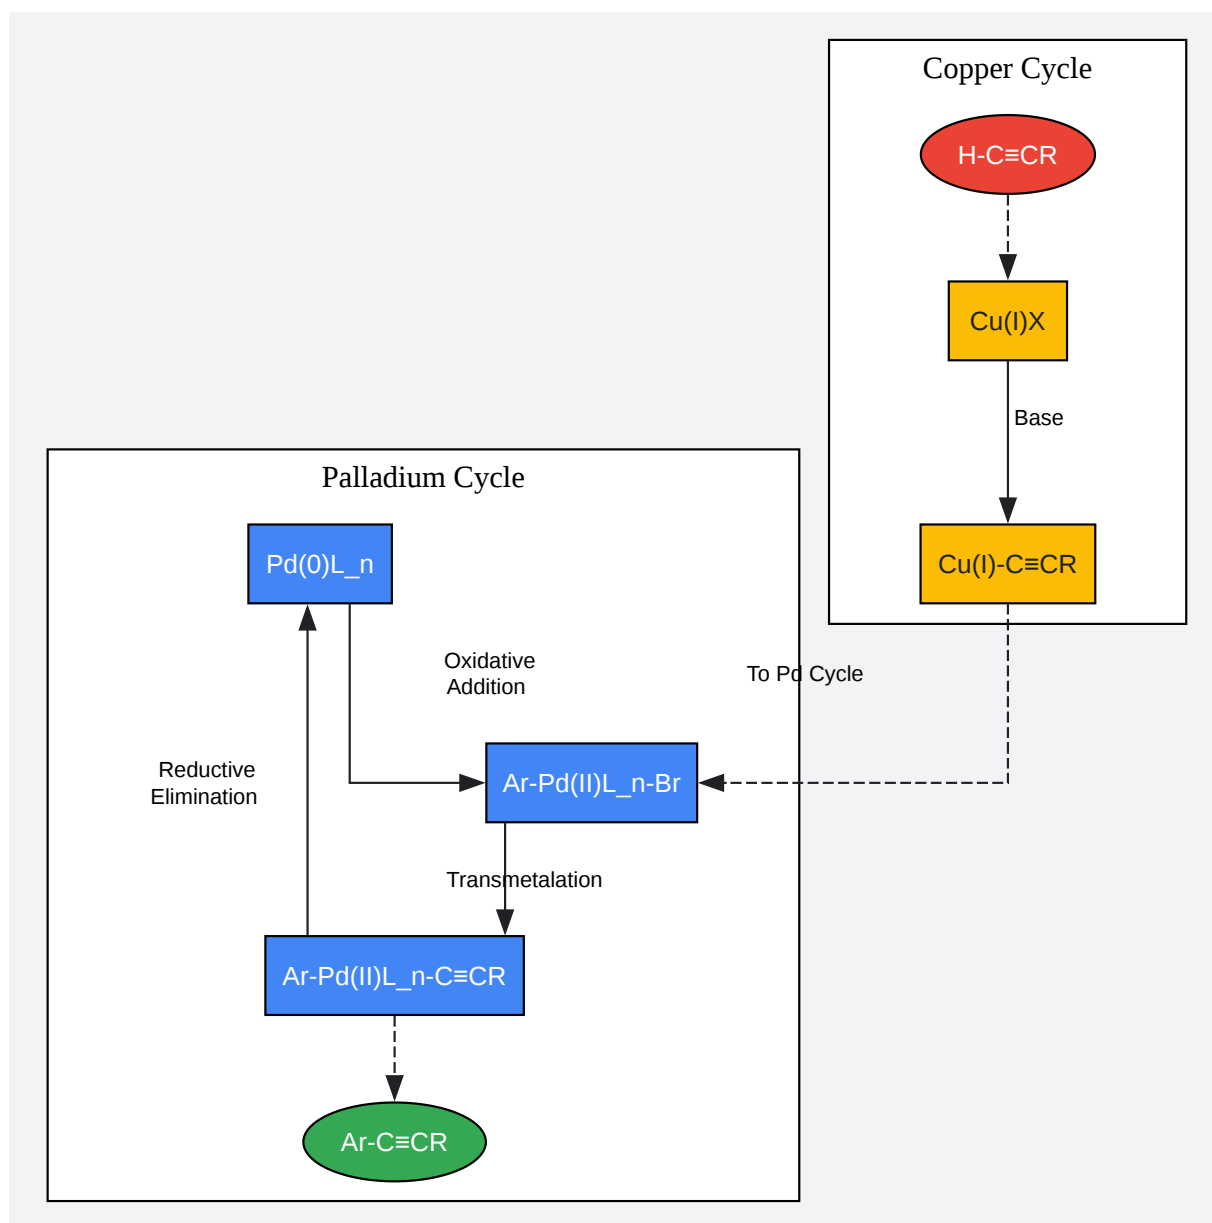 Copper Cycle
H-C≡CR
Cu(I)X
Base
Cu(I)-C≡CR
To Pd Cycle
Palladium Cycle
Pd(0)L_n
Oxidative
Addition
Ar-Pd(II)L_n-Br
Reductive
Elimination
Transmetalation
Ar-Pd(II)L_n-C≡CR
Ar-C≡CR